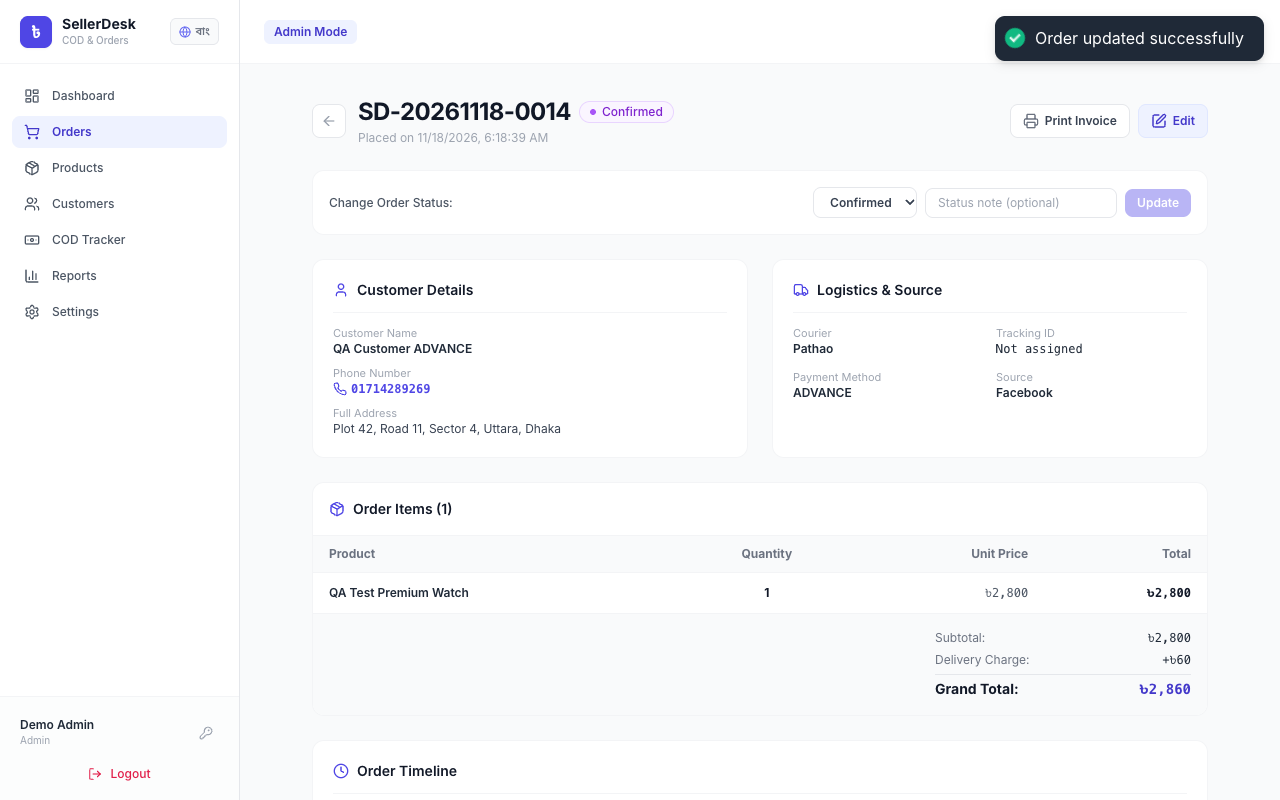 ৳
SellerDesk
COD & Orders
বাং
Dashboard
Orders
Products
Customers
COD Tracker
Reports
Settings
Demo Admin
Admin
Logout
Admin Mode
Order updated successfully
SD-20261118-0014
Confirmed
Placed on 11/18/2026, 6:18:39 AM
Print Invoice
Edit
Change Order Status:
Confirmed
Status note (optional)
Update
Customer Details
Customer Name
QA Customer ADVANCE
Phone Number
01714289269
Full Address
Plot 42, Road 11, Sector 4, Uttara, Dhaka
Logistics & Source
Courier
Pathao
Tracking ID
Not assigned
Payment Method
ADVANCE
Source
Facebook
Order Items (1)
Product Quantity Unit Price Total
QA Test Premium Watch 1 ৳2,800 ৳2,800
Subtotal: ৳2,800
Delivery Charge: +৳60
Grand Total: ৳2,860
Order Timeline